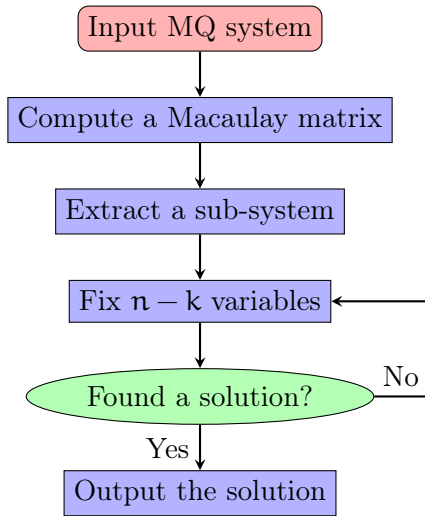 Input MQ system
Compute a Macaulay matrix
Extract a sub-system
Fix n − k variables
Found a solution?
No
Yes
Output the solution